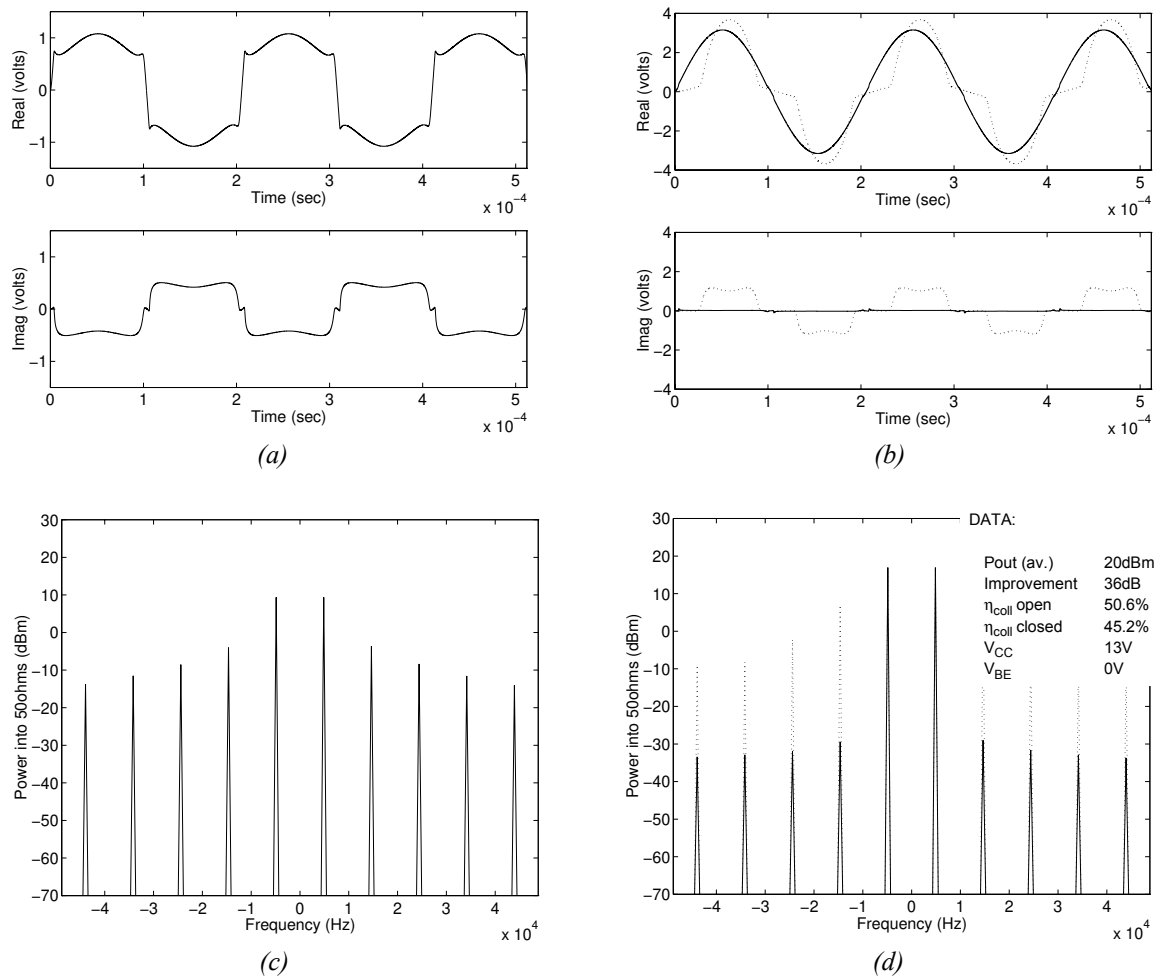 Real (volts)
1
0
−1
0 1 2 3 4 5
Time (sec)
x 10⁻⁴
Imag (volts)
1
0
−1
0 1 2 3 4 5
Time (sec)
x 10⁻⁴
(a)
Real (volts)
4
2
0
−2
−4
0 1 2 3 4 5
Time (sec)
x 10⁻⁴
Imag (volts)
4
2
0
−2
−4
0 1 2 3 4 5
Time (sec)
x 10⁻⁴
(b)
Power into 50ohms (dBm)
30
20
10
0
−10
−20
−30
−40
−50
−60
−70
−4 −3 −2 −1 0 1 2 3 4
Frequency (Hz)
x 10⁴
(c)
Power into 50ohms (dBm)
30
20
10
0
−10
−20
−30
−40
−50
−60
−70
DATA:
Pout (av.) 20dBm
Improvement 36dB
ηcoll open 50.6%
ηcoll closed 45.2%
VCC 13V
VBE 0V
−4 −3 −2 −1 0 1 2 3 4
Frequency (Hz)
x 10⁴
(d)